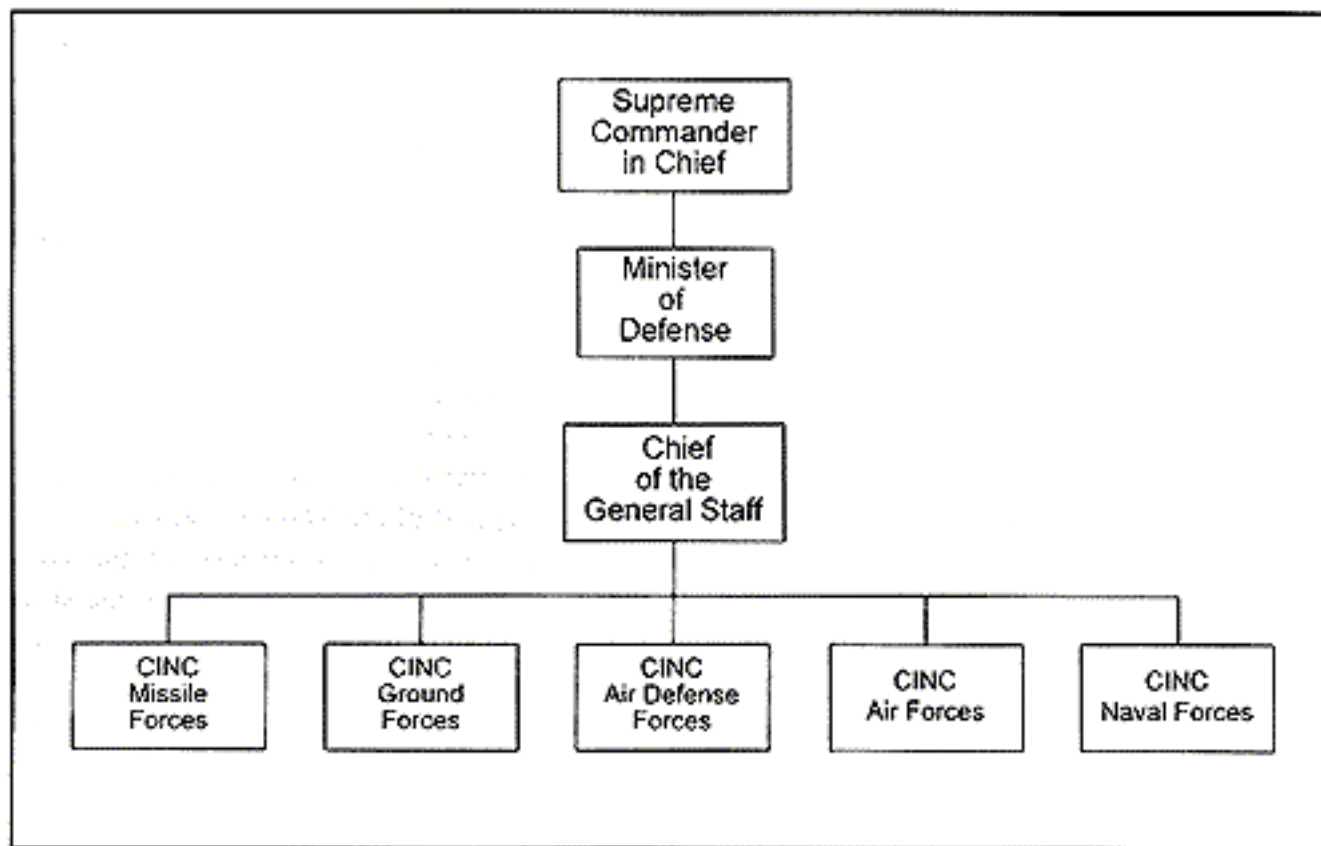 Supreme
Commander
in Chief
Minister
of
Defense
Chief
of the
General Staff
CINC
Missile
Forces
CINC
Ground
Forces
CINC
Air Defense
Forces
CINC
Air Forces
CINC
Naval Forces